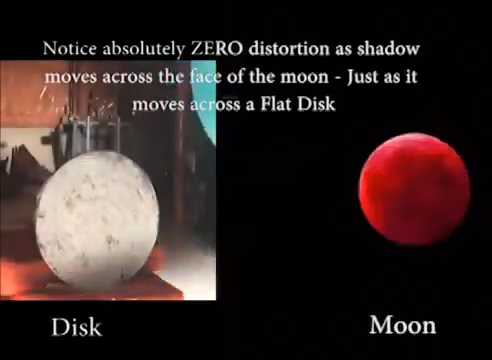 Notice absolutely ZERO distortion as shadow
moves across the face of the moon - Just as it
moves across a Flat Disk
Disk
Moon